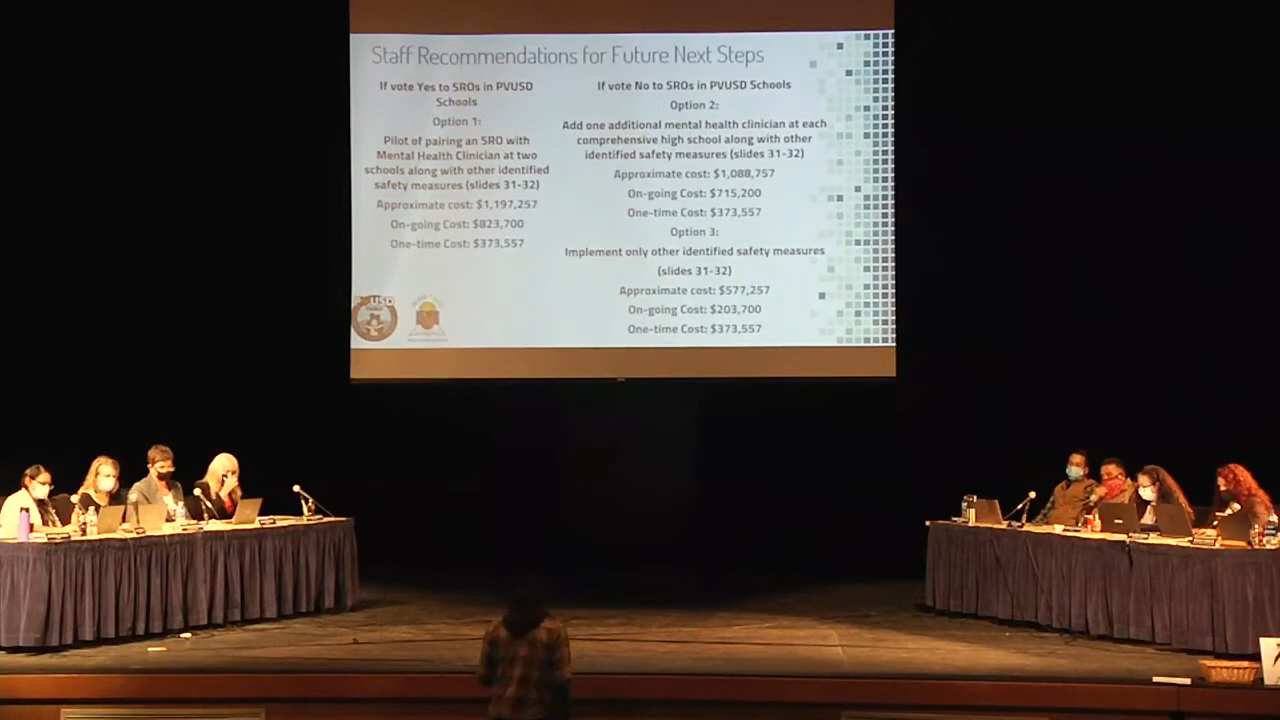 Staff Recommendations for Future Next Steps
If vote Yes to SROs in PVUSD
Schools
Option 1:
Pilot of pairing an SRO with
Mental Health Clinician at two
schools along with other identified
safety measures (slides 31-32)
Approximate cost: $1,197,257
On-going Cost: $823,700
One-time Cost: $373,557
If vote No to SROs in PVUSD Schools
Option 2:
Add one additional mental health clinician at each
comprehensive high school along with other
identified safety measures (slides 31-32)
Approximate cost: $1,088,757
On-going Cost: $715,200
One-time Cost: $373,557
Option 3:
Implement only other identified safety measures
(slides 31-32)
Approximate cost: $577,257
On-going Cost: $203,700
One-time Cost: $373,557